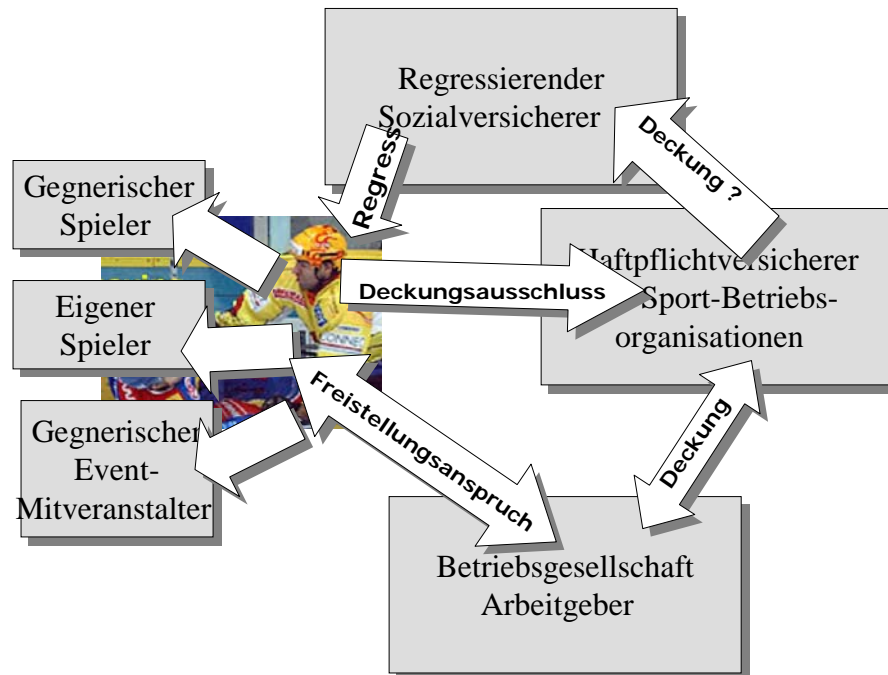 Regressierender
Sozialversicherer
Regress
Deckung ?
Gegnerischer
Spieler
Haftpflichtversicherer
Sport-Betriebs-
organisationen
Deckungsausschluss
Eigener
Spieler
Freistellungsanspruch
Deckung
Gegnerischer
Event-
Mitveranstalter
Betriebsgesellschaft
Arbeitgeber